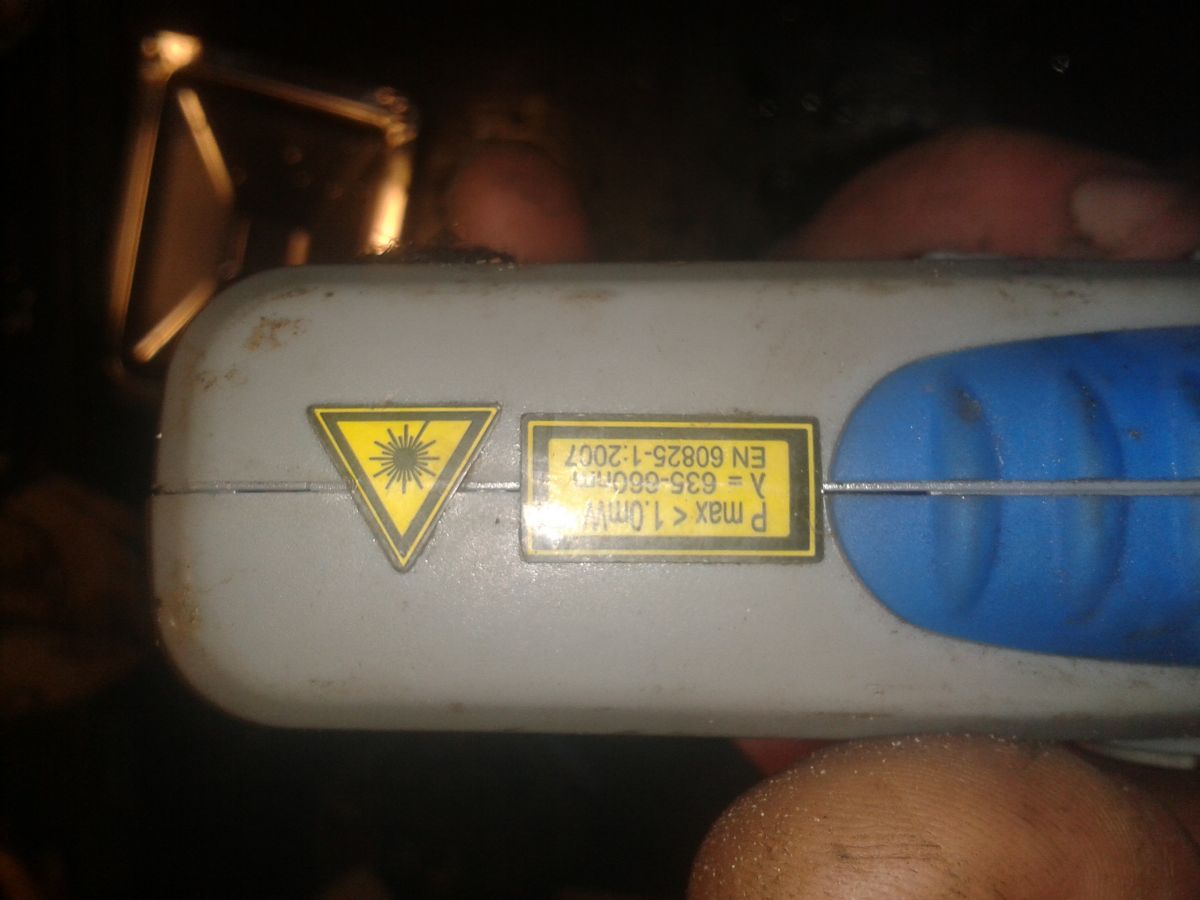 P max < 1.0mW
λ = 635-660nm
EN 60825-1:2007